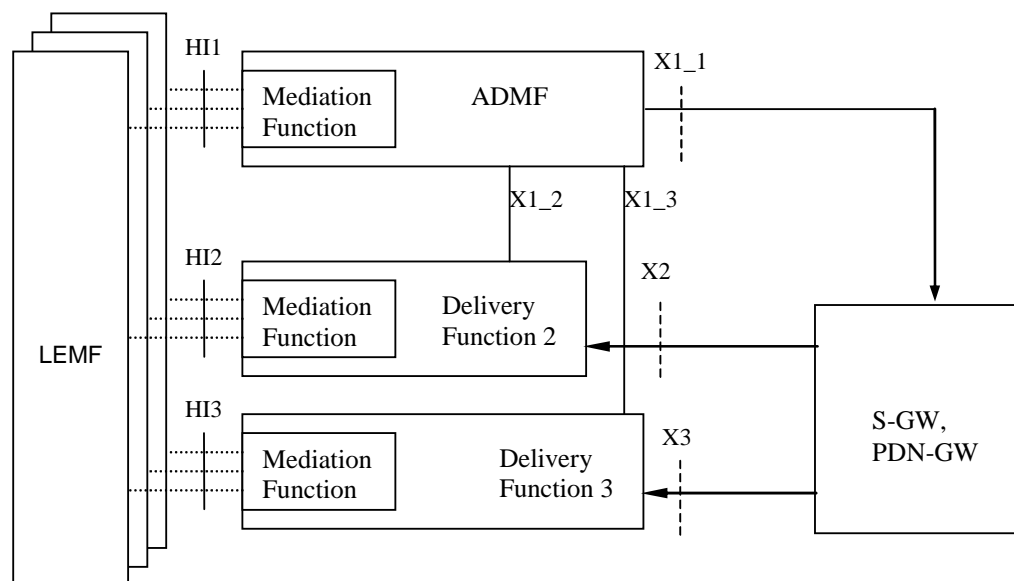 HI1
X1_1
Mediation
Function
ADMF
X1_2
X1_3
HI2
X2
Mediation
Function
Delivery
Function 2
LEMF
HI3
X3
Mediation
Function
Delivery
Function 3
S-GW,
PDN-GW